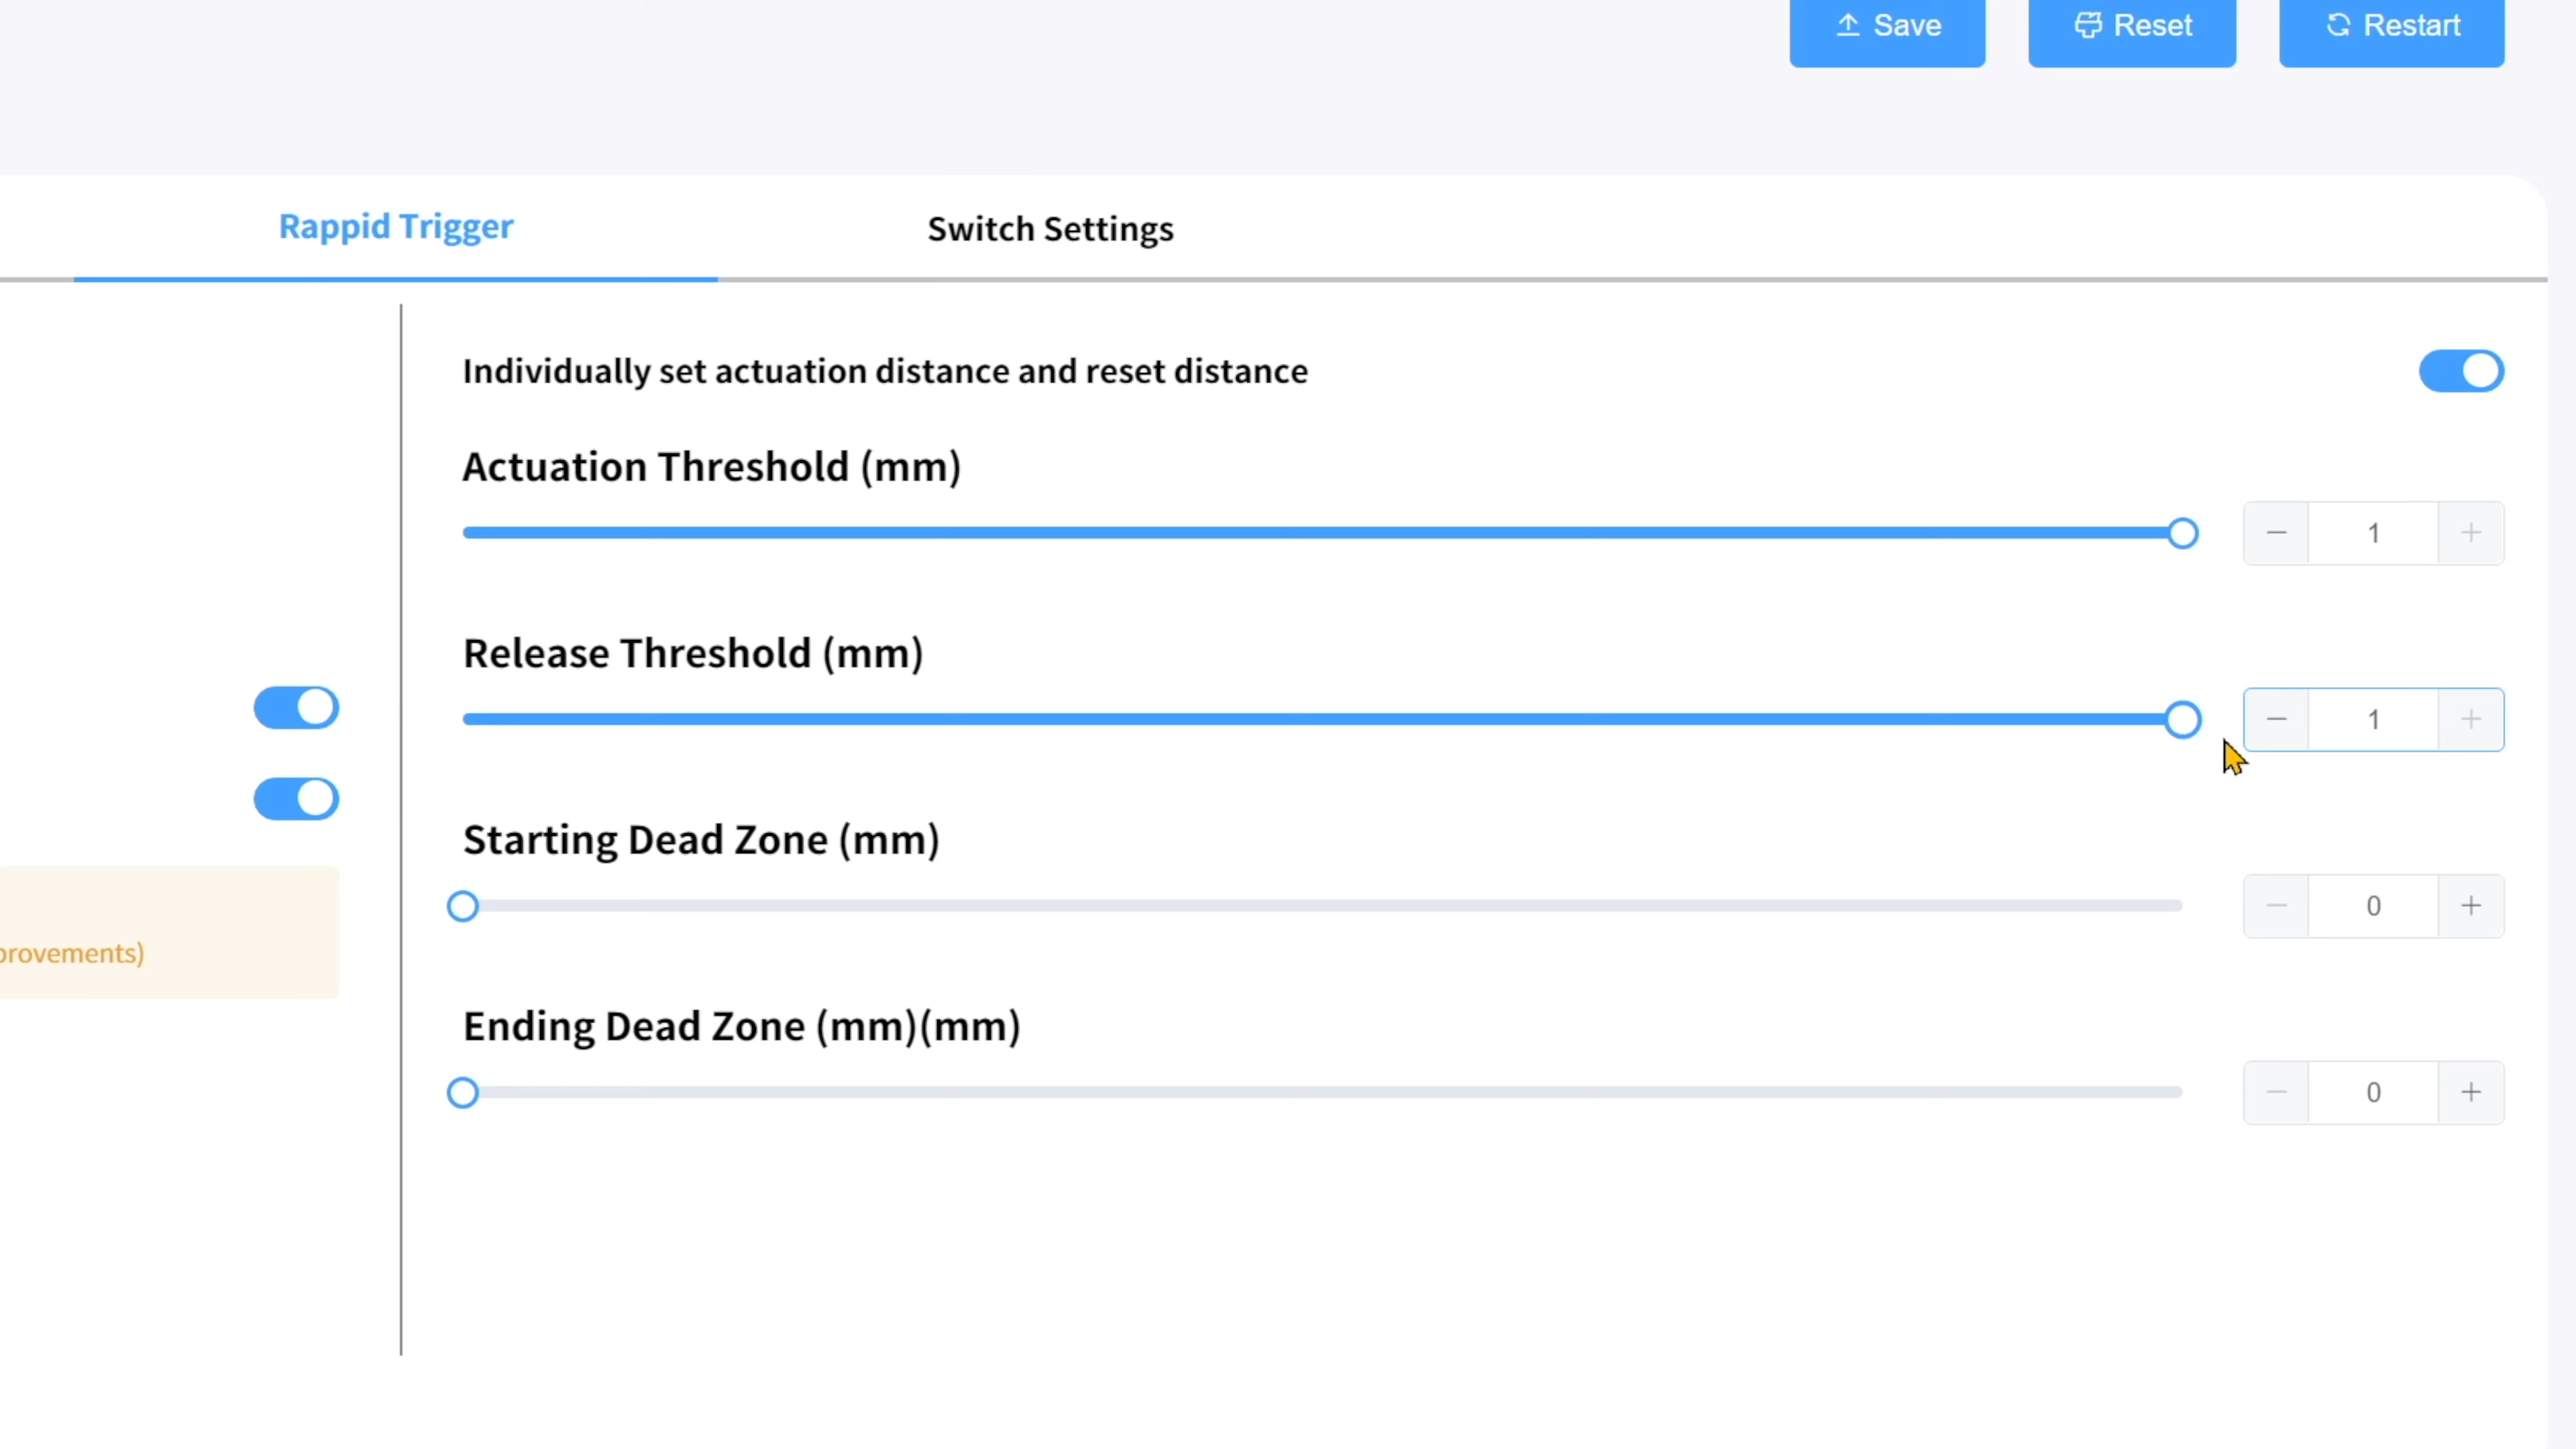 Save
Reset
Restart
Rappid Trigger
Switch Settings
Individually set actuation distance and reset distance
Actuation Threshold (mm)
1
Release Threshold (mm)
1
Starting Dead Zone (mm)
0
provements)
Ending Dead Zone (mm)(mm)
0